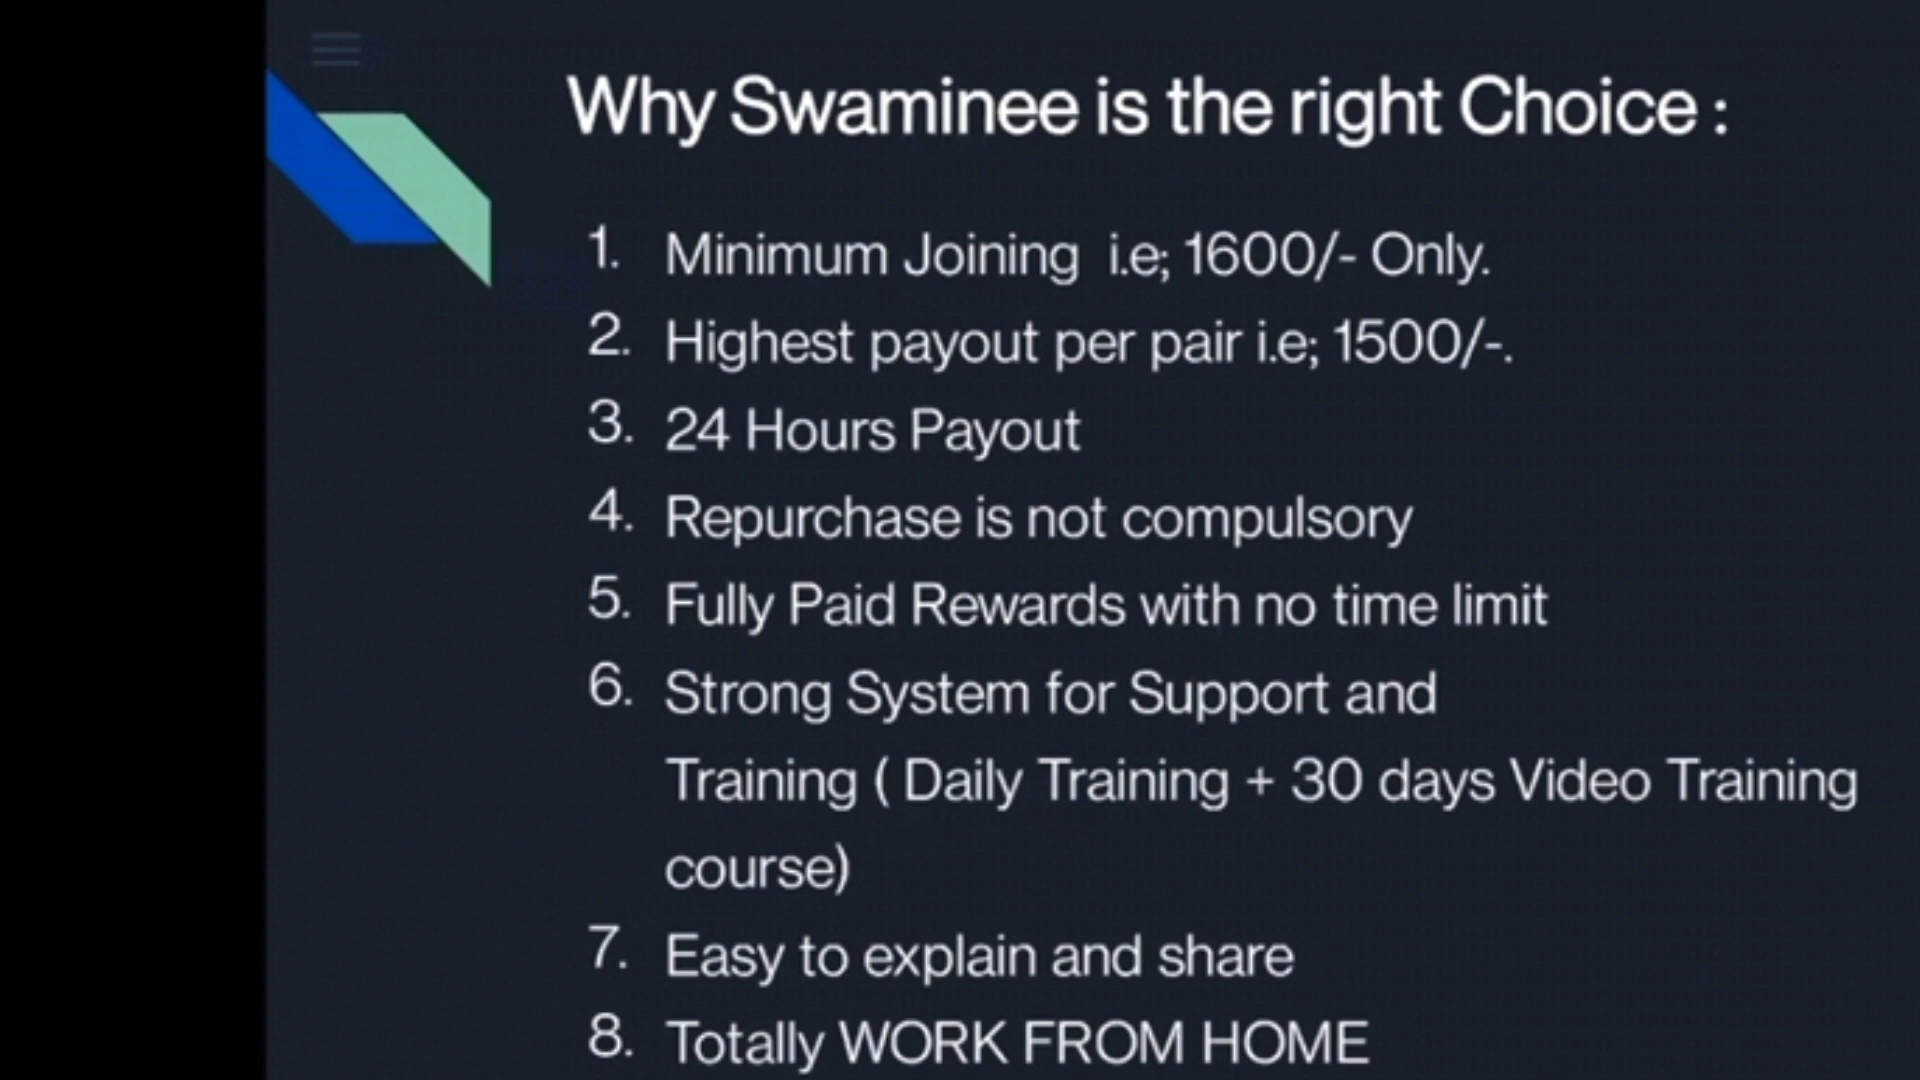 Why Swaminee is the right Choice :
1. Minimum Joining i.e; 1600/- Only.
2. Highest payout per pair i.e; 1500/-.
3. 24 Hours Payout
4. Repurchase is not compulsory
5. Fully Paid Rewards with no time limit
6. Strong System for Support and
Training ( Daily Training + 30 days Video Training
course)
7. Easy to explain and share
8. Totally WORK FROM HOME